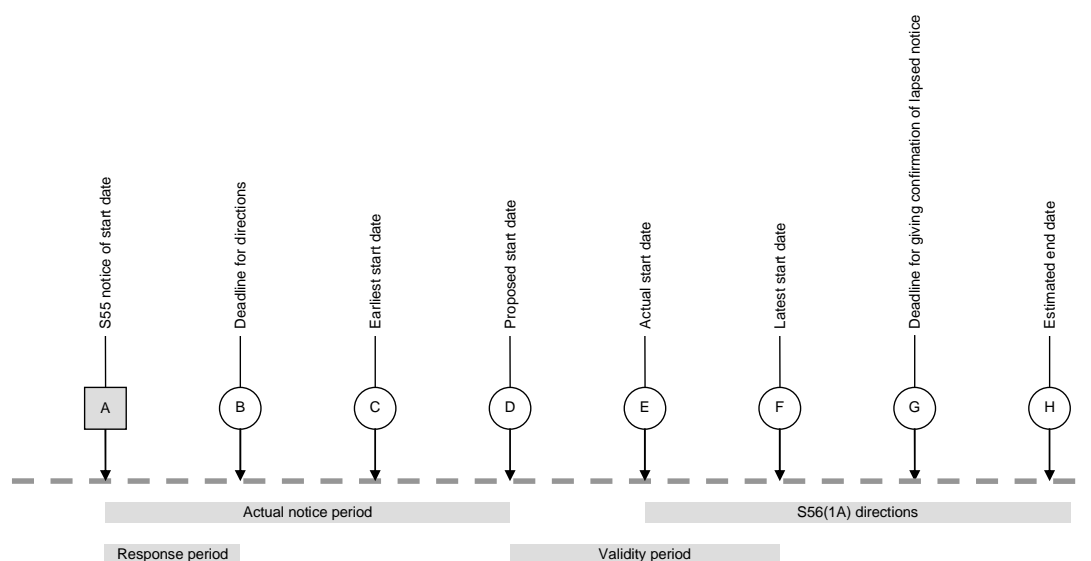 S55 notice of start date
Deadline for directions
Earliest start date
Proposed start date
Actual start date
Latest start date
Deadline for giving confirmation of lapsed notice
Estimated end date
A
B
C
D
E
F
G
H
Actual notice period
S56(1A) directions
Response period
Validity period